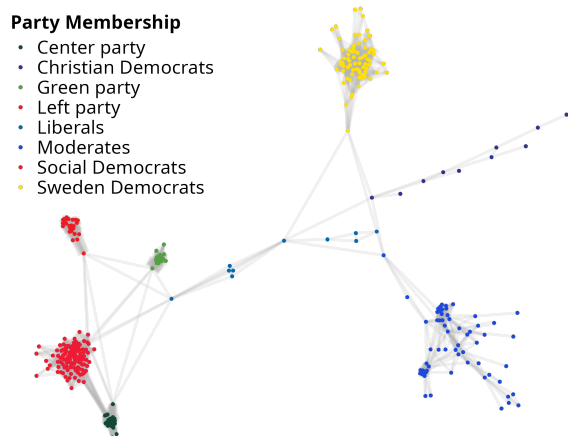 Party Membership
Center party
Christian Democrats
Green party
Left party
Liberals
Moderates
Social Democrats
Sweden Democrats